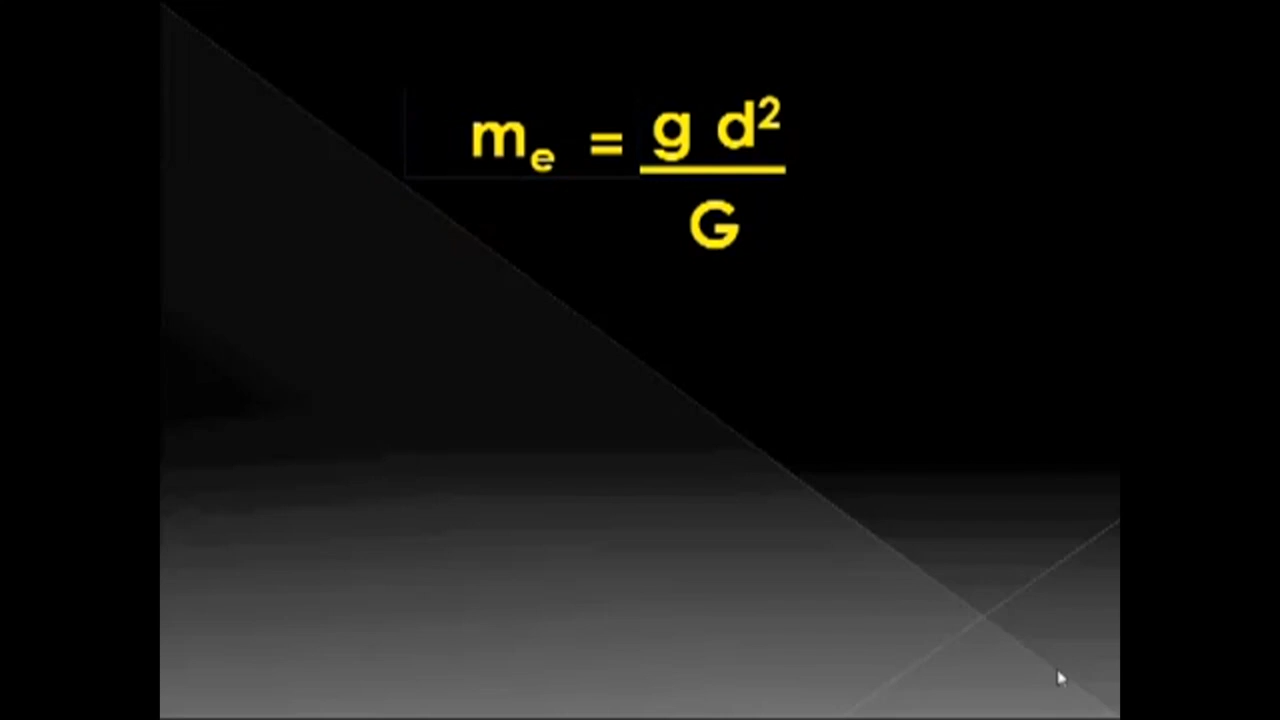 mₑ = g d²
G